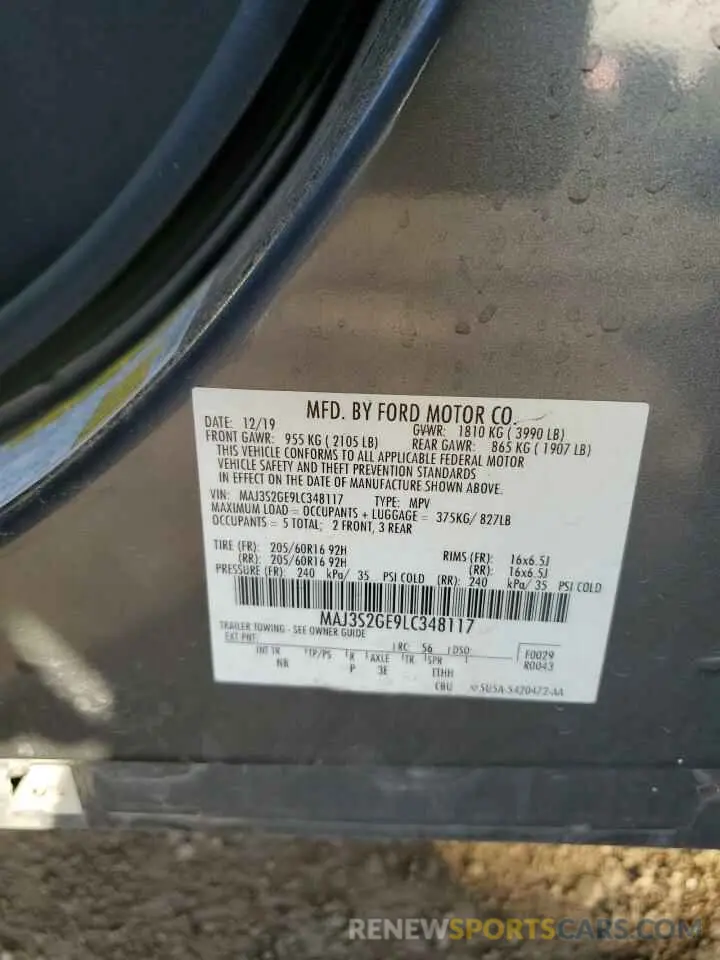 MFD. BY FORD MOTOR CO.
DATE: 12/19 GVWR: 1810 KG ( 3990 LB)
FRONT GAWR: 955 KG ( 2105 LB) REAR GAWR: 865 KG ( 1907 LB)
THIS VEHICLE CONFORMS TO ALL APPLICABLE FEDERAL MOTOR
VEHICLE SAFETY AND THEFT PREVENTION STANDARDS
IN EFFECT ON THE DATE OF MANUFACTURE SHOWN ABOVE.
VIN: MAJ3S2GE9LC348117 TYPE: MPV
MAXIMUM LOAD = OCCUPANTS + LUGGAGE = 375KG/ 827LB
OCCUPANTS = 5 TOTAL; 2 FRONT, 3 REAR
TIRE (FR): 205/60R16 92H RIMS (FR): 16x6.5J
(RR): 205/60R16 92H (RR): 16x6.5J
PRESSURE (FR): 240 kPa/ 35 PSI COLD (RR): 240 kPa/ 35 PSI COLD
MAJ3S2GE9LC348117
TRAILER TOWING - SEE OWNER GUIDE
EXT PNT: RC: 56 DSO: F0029
INT TR TP/PS R AXLE TR SPR R0043
P 3E ITHH
CBU
RENEWSPORTSCARS.COM